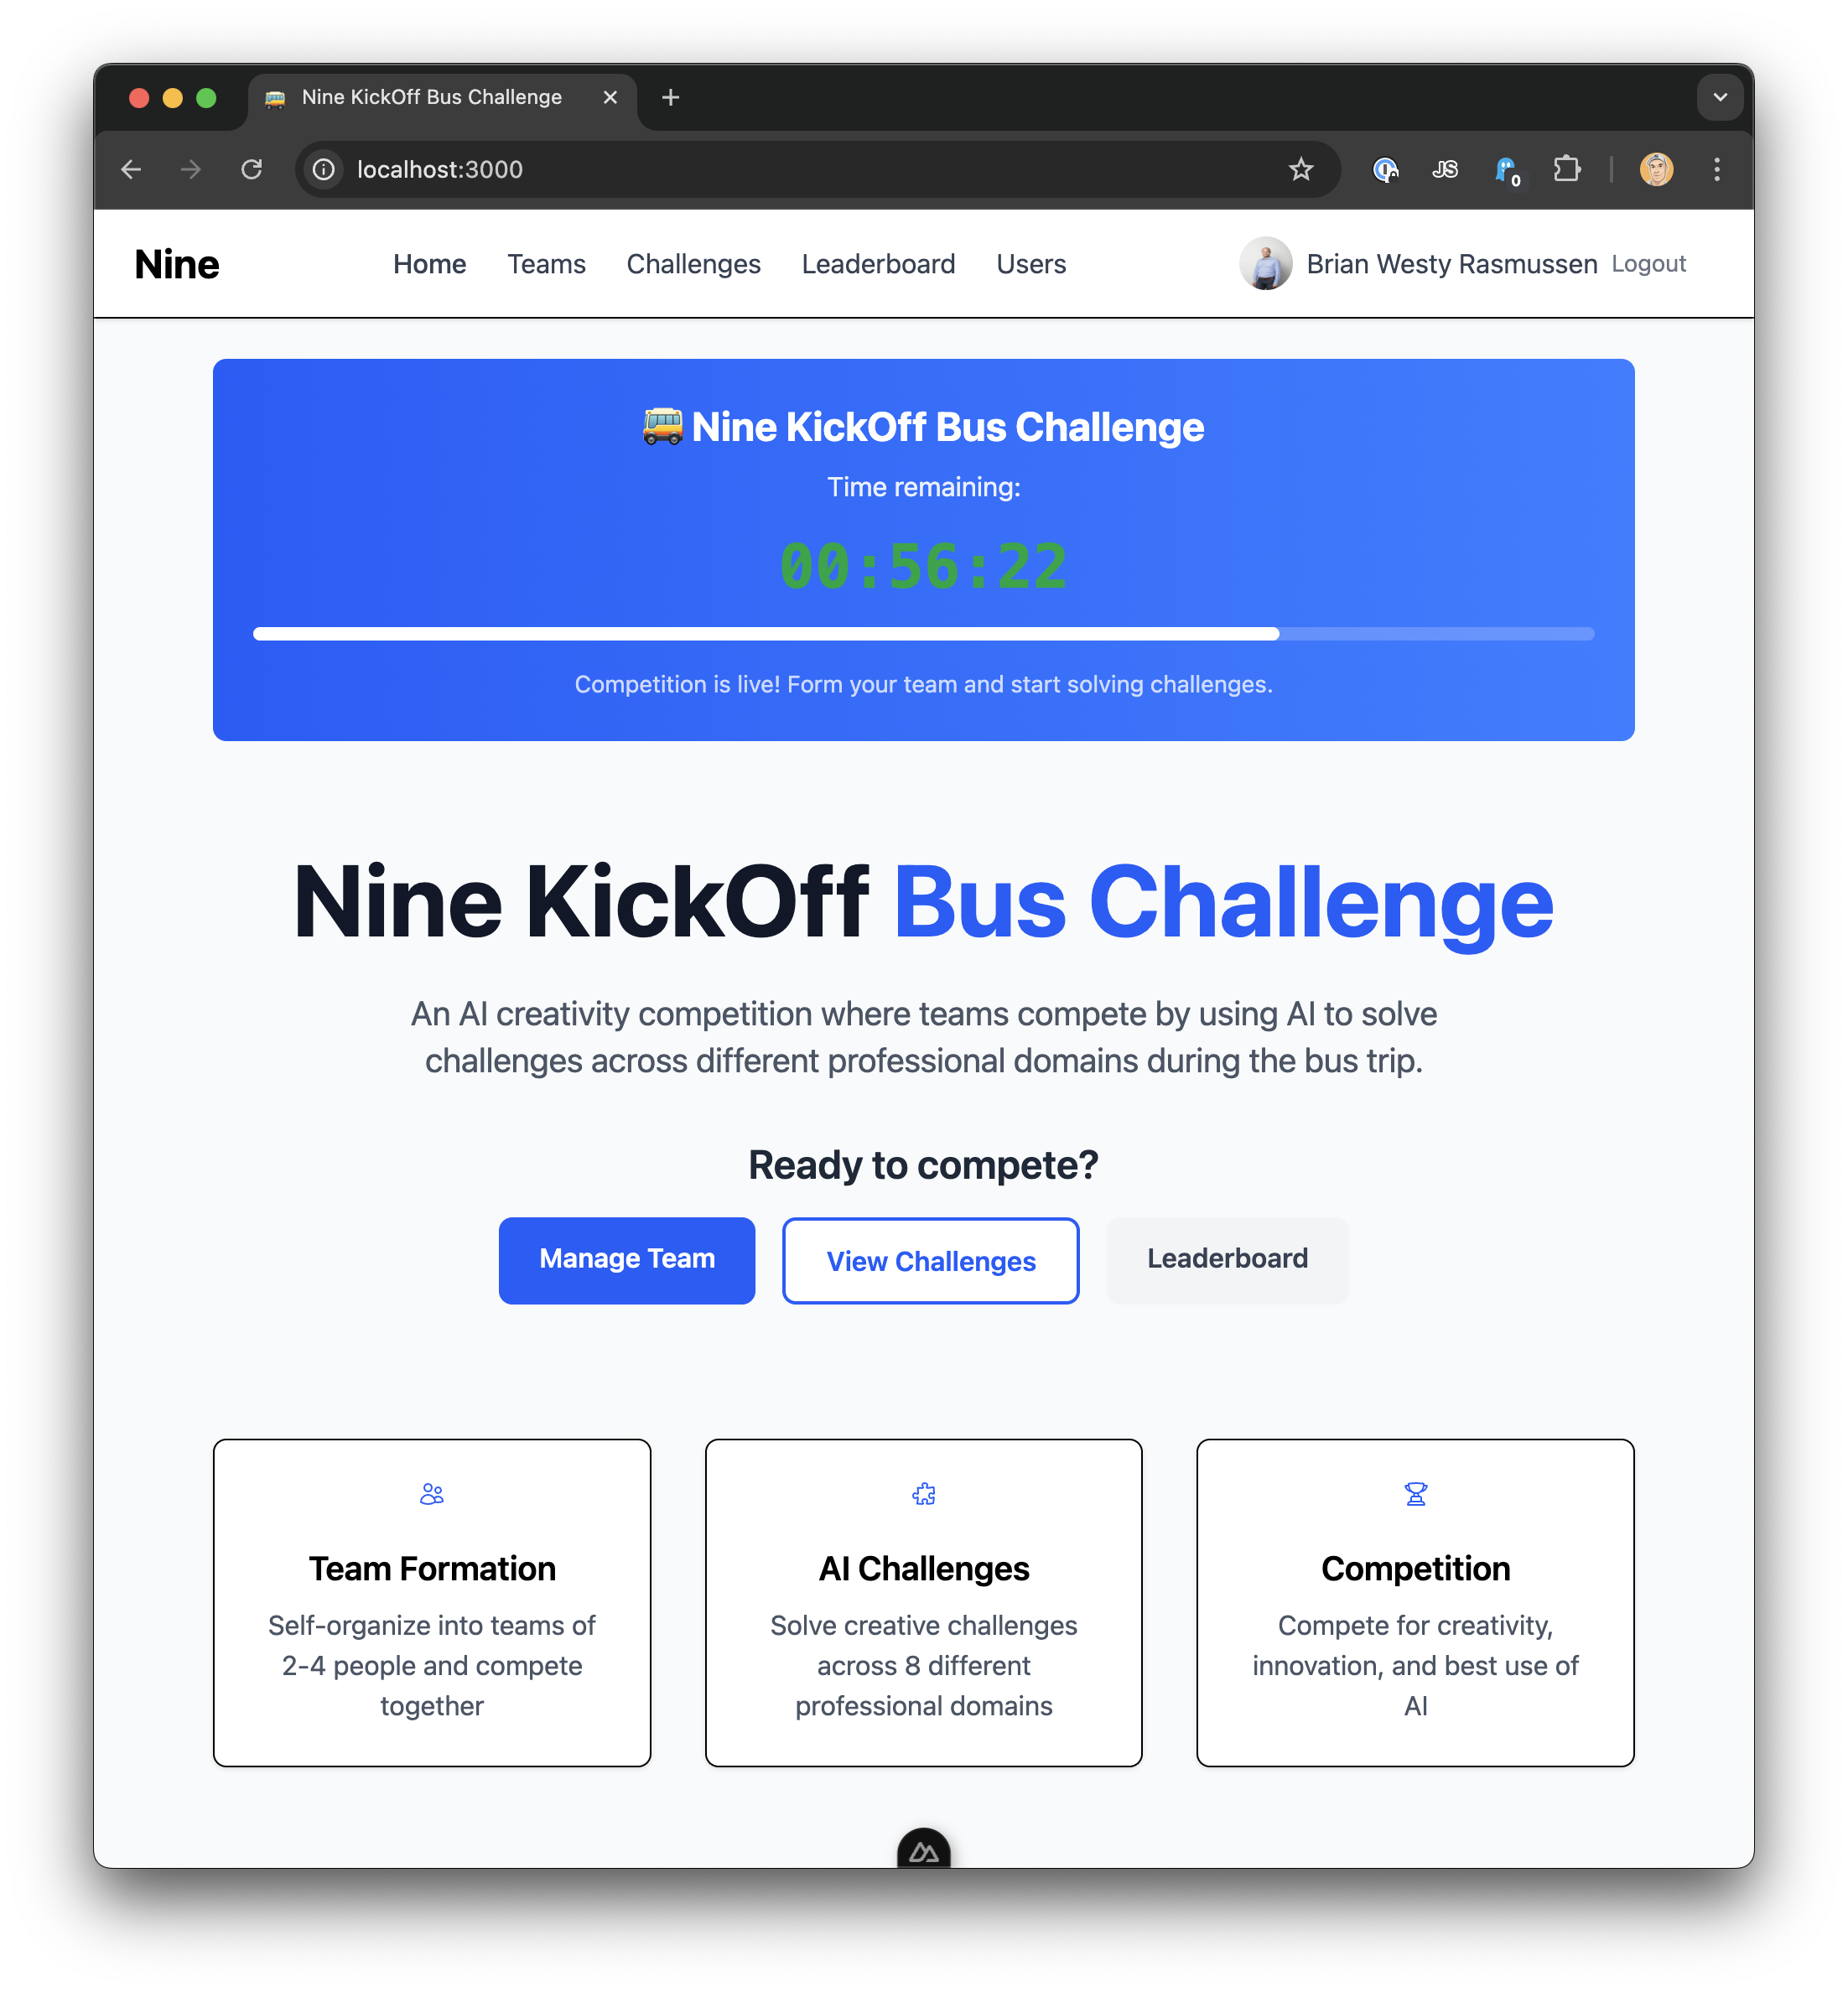 Nine KickOff Bus Challenge
localhost:3000
JS
0
Nine
Home Teams Challenges Leaderboard Users
Brian Westy Rasmussen Logout
Nine KickOff Bus Challenge
Time remaining:
00:56:22
Competition is live! Form your team and start solving challenges.
Nine KickOff Bus Challenge
An AI creativity competition where teams compete by using AI to solve
challenges across different professional domains during the bus trip.
Ready to compete?
Manage Team
View Challenges
Leaderboard
Team Formation
Self-organize into teams of
2-4 people and compete
together
AI Challenges
Solve creative challenges
across 8 different
professional domains
Competition
Compete for creativity,
innovation, and best use of
AI